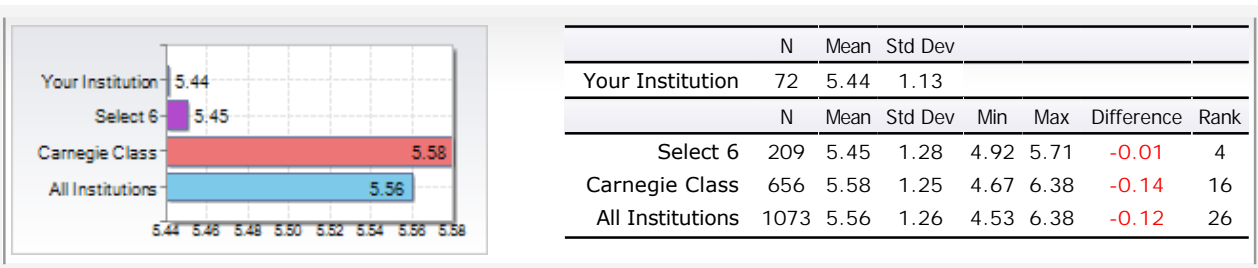 Your Institution 5.44
Select 6 5.45
Carnegie Class 5.58
All Institutions 5.56
5.44 5.46 5.48 5.50 5.52 5.54 5.56 5.58
N Mean Std Dev
Your Institution 72 5.44 1.13
N Mean Std Dev Min Max Difference Rank
Select 6 209 5.45 1.28 4.92 5.71 -0.01 4
Carnegie Class 656 5.58 1.25 4.67 6.38 -0.14 16
All Institutions 1073 5.56 1.26 4.53 6.38 -0.12 26